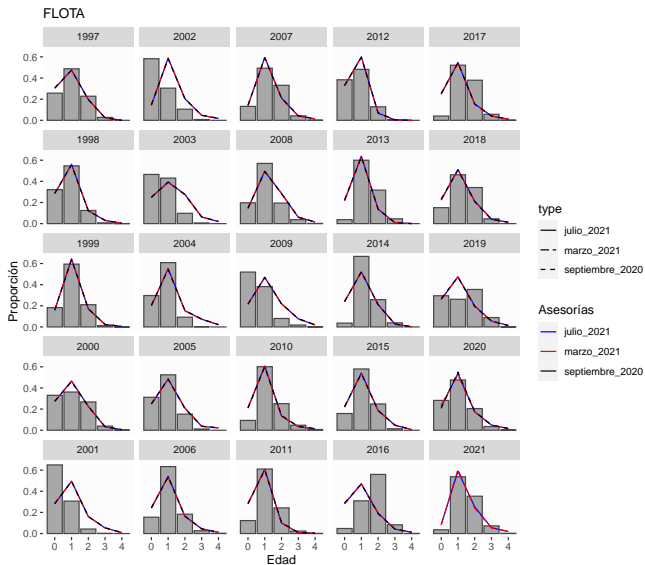 FLOTA
1997 2002 2007 2012 2017
0.6
0.4
0.2
0.0
1998 2003 2008 2013 2018
0.6
0.4
0.2
0.0
1999 2004 2009 2014 2019
0.6
0.4
0.2
0.0
2000 2005 2010 2015 2020
0.6
0.4
0.2
0.0
2001 2006 2011 2016 2021
0.6
0.4
0.2
0.0
0 1 2 3 4 0 1 2 3 4 0 1 2 3 4 0 1 2 3 4 0 1 2 3 4
Edad
Proporción
type
julio_2021
marzo_2021
septiembre_2020
Asesorías
julio_2021
marzo_2021
septiembre_2020